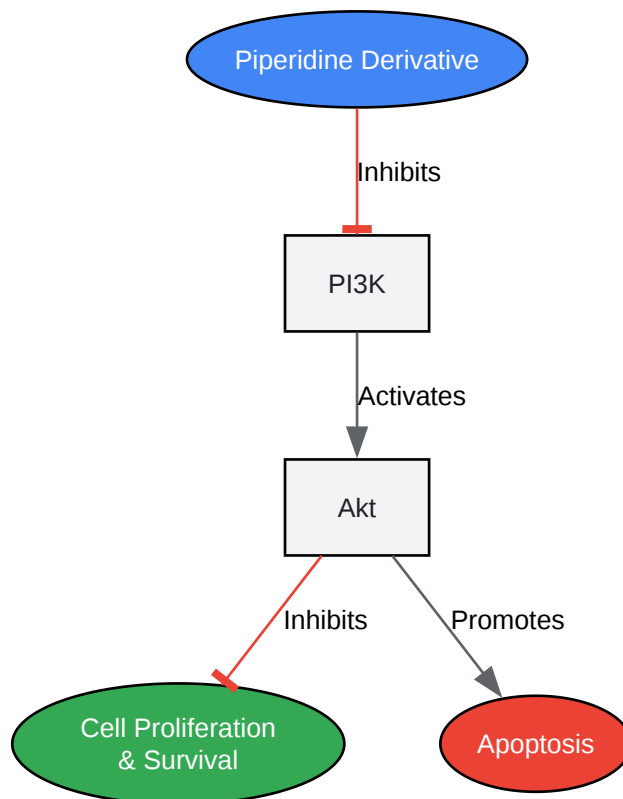 Piperidine Derivative
Inhibits
PI3K
Activates
Akt
Inhibits
Promotes
Cell Proliferation
& Survival
Apoptosis